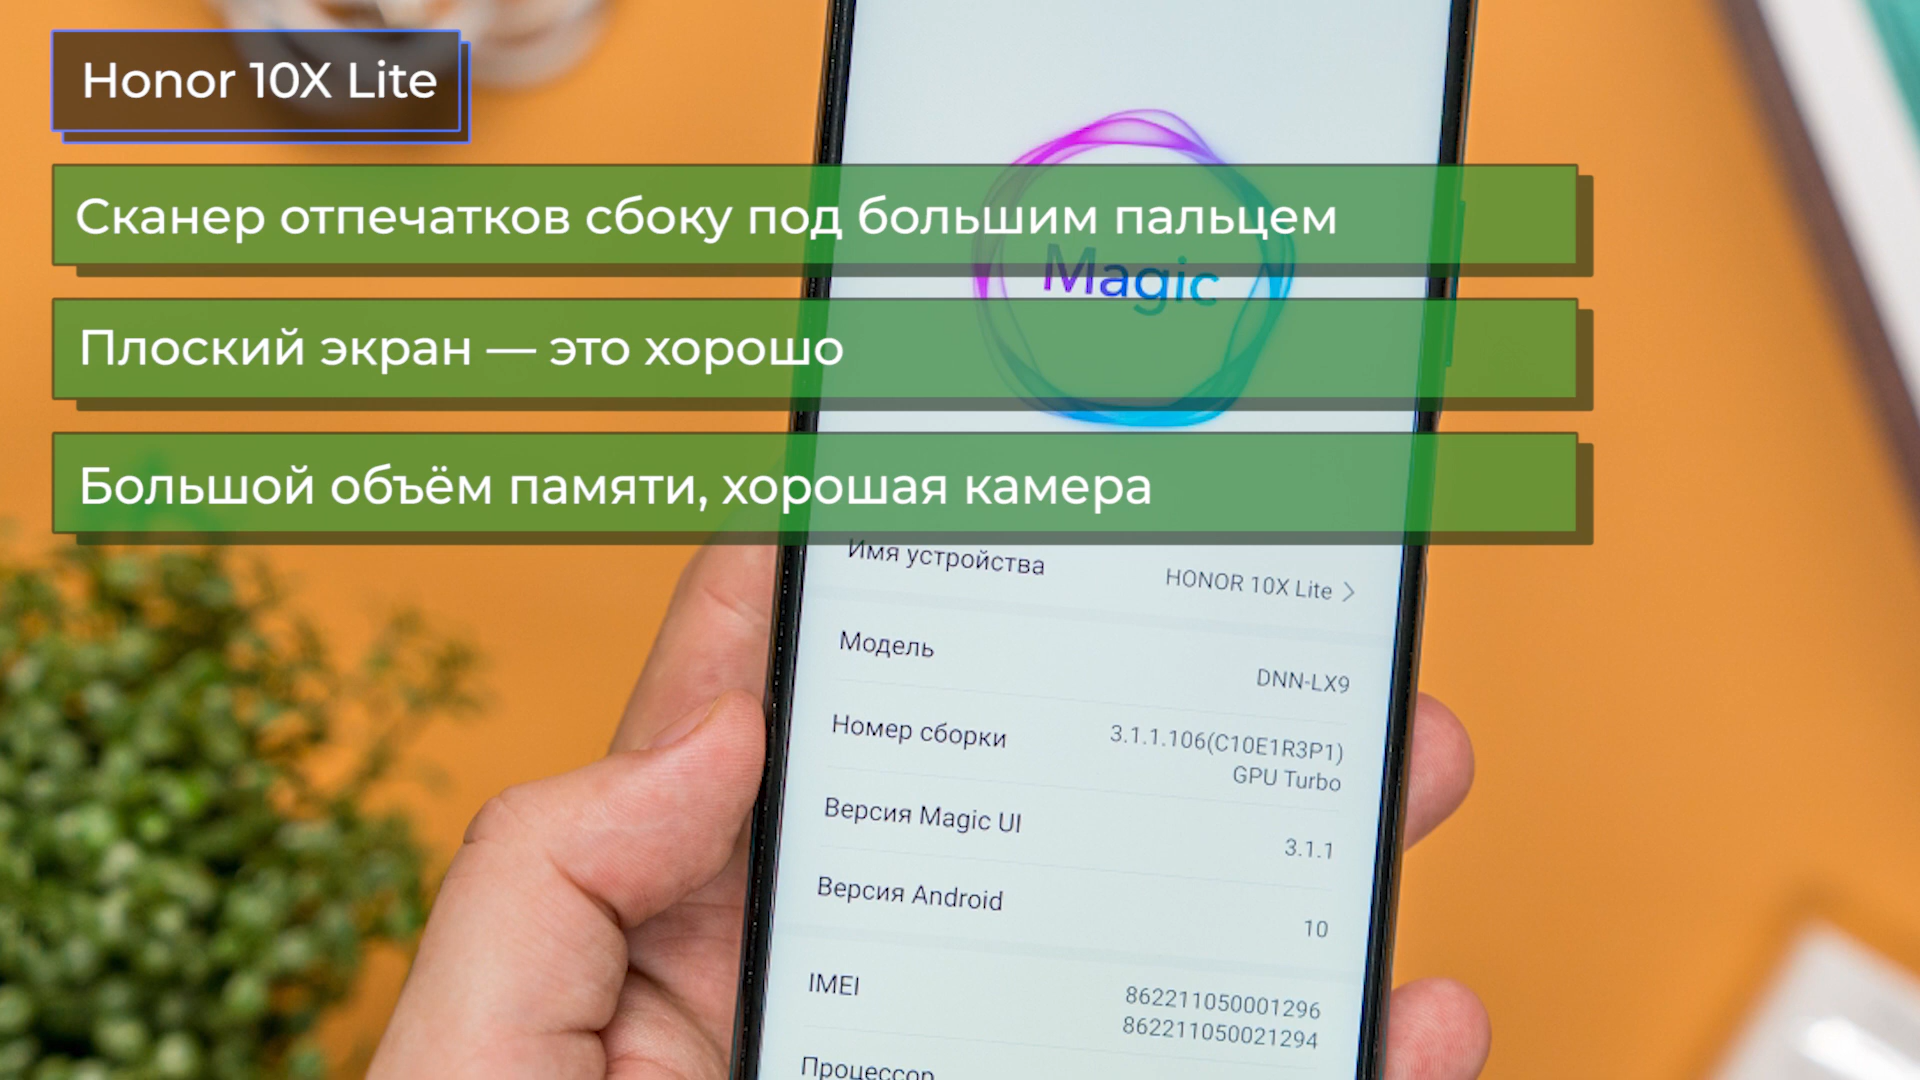 Honor 10X Lite
Сканер отпечатков сбоку под большим пальцем
Magic
Плоский экран — это хорошо
Большой объём памяти, хорошая камера
Имя устройства HONOR 10X Lite
Модель DNN-LX9
Номер сборки 3.1.1.106(C10E1R3P1)
GPU Turbo
Версия Magic UI 3.1.1
Версия Android 10
IMEI 862211050001296
862211050021294
Процессор